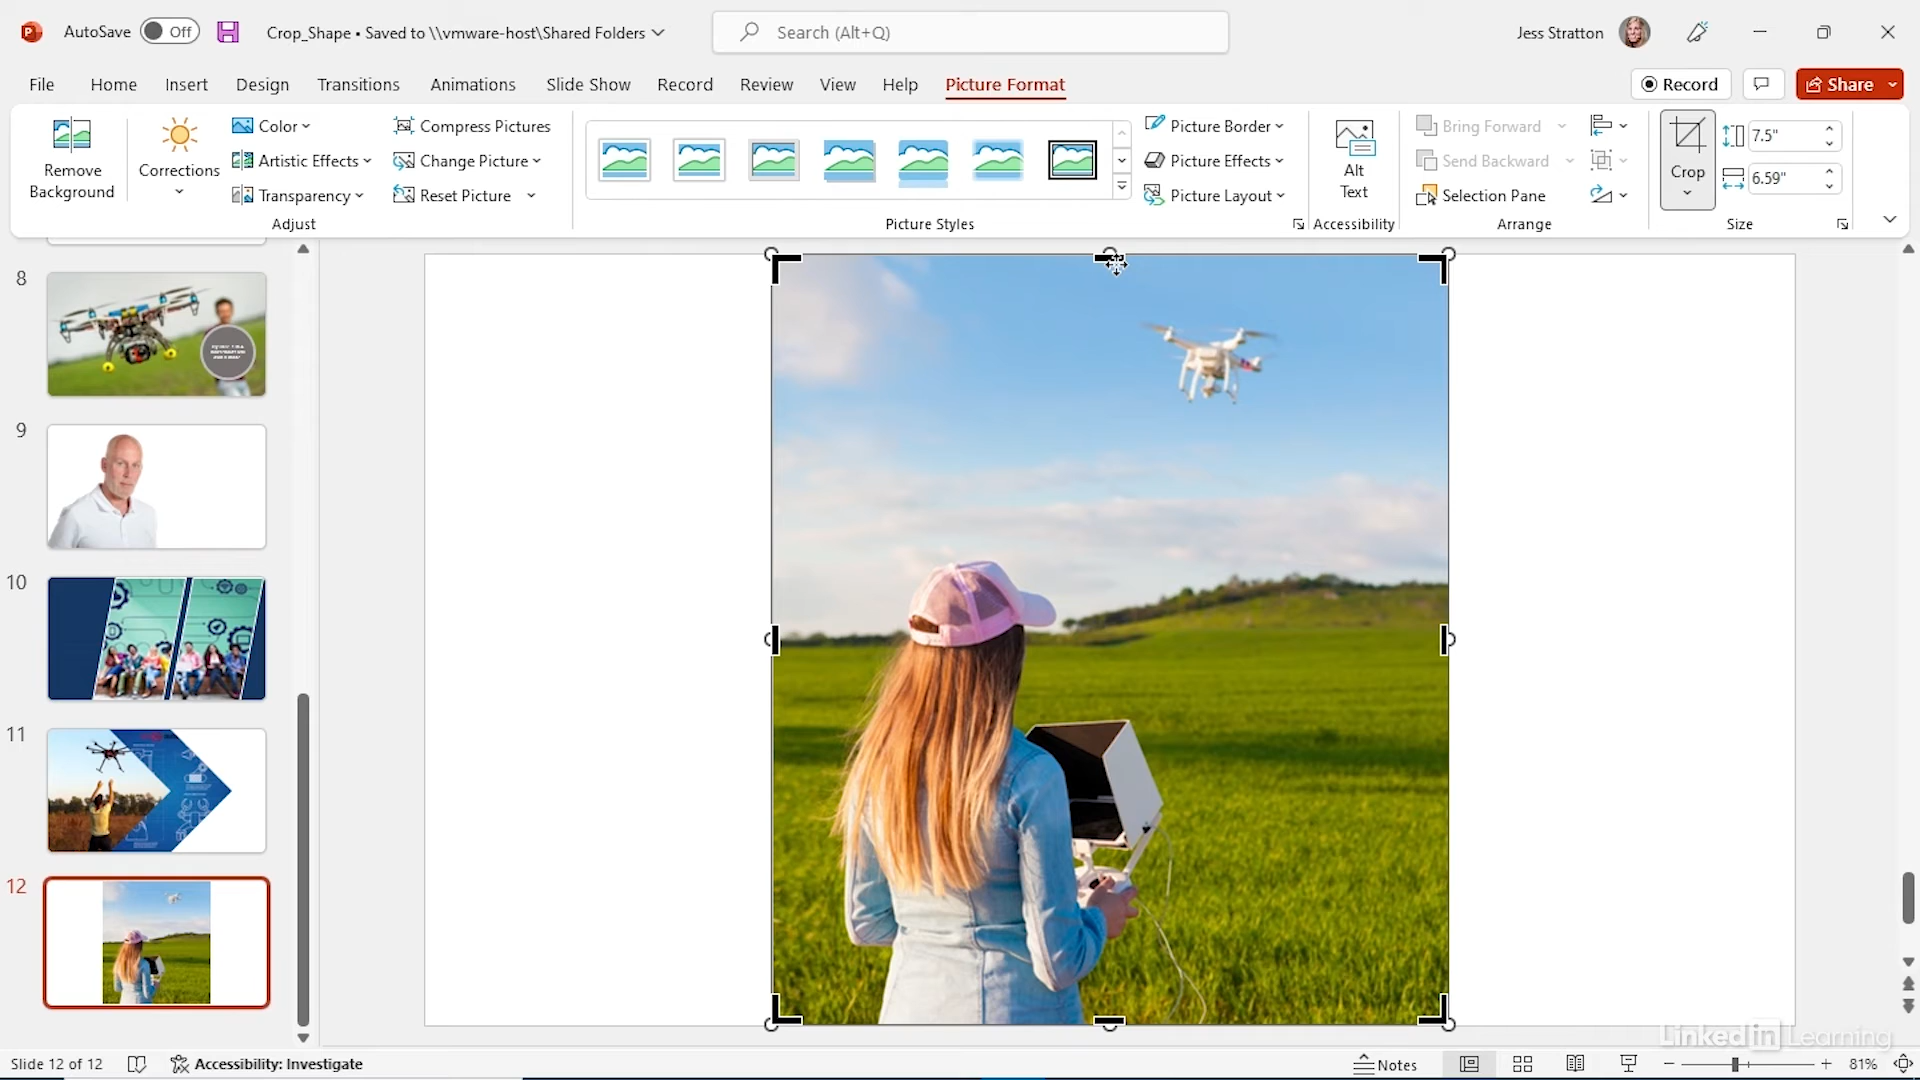 AutoSave Off Crop_Shape • Saved to \\vmware-host\Shared Folders Search (Alt+Q) Jess Stratton
File Home Insert Design Transitions Animations Slide Show Record Review View Help Picture Format Record Share
Remove Background
Corrections
Color
Artistic Effects
Transparency
Compress Pictures
Change Picture
Reset Picture
Adjust
Picture Styles
Picture Border
Picture Effects
Picture Layout
Alt Text
Accessibility
Bring Forward
Send Backward
Selection Pane
Arrange
Crop
7.5"
6.59"
Size
8
9
10
11
12
LinkedIn Learning
Slide 12 of 12 Accessibility: Investigate Notes 81%